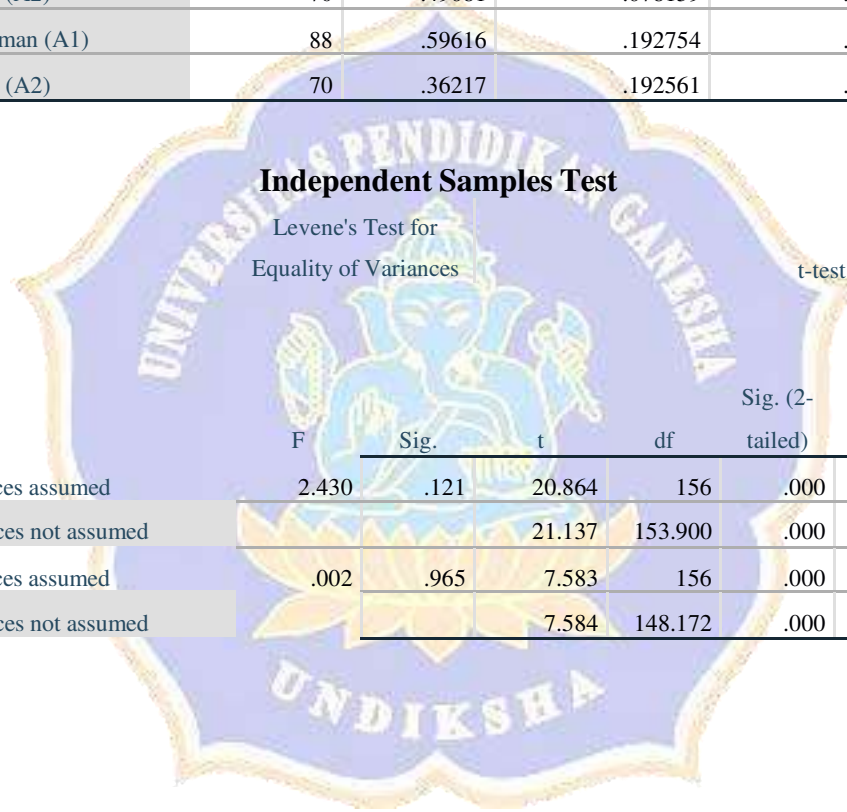 man (A1) 88 .59616 .192754
(A2) 70 .36217 .192561
UNIVERSITAS PENDIDIKAN GANESHA
Independent Samples Test
Levene's Test for
Equality of Variances
t-test
Sig. (2-
F Sig. t df tailed)
ces assumed 2.430 .121 20.864 156 .000
ces not assumed 21.137 153.900 .000
ces assumed .002 .965 7.583 156 .000
ces not assumed 7.584 148.172 .000
UNDIKSHA